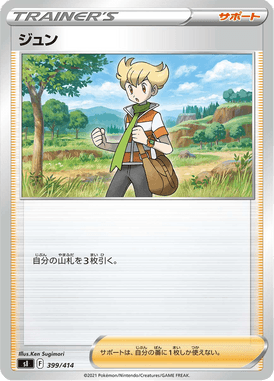 TRAINER'S サポート
ジュン
自分の山札を3枚引く。
Illus.Ken Sugimori
sI F 399/414
サポートは、自分の番に1枚しか使えない。
©2021 Pokémon/Nintendo/Creatures/GAME FREAK.